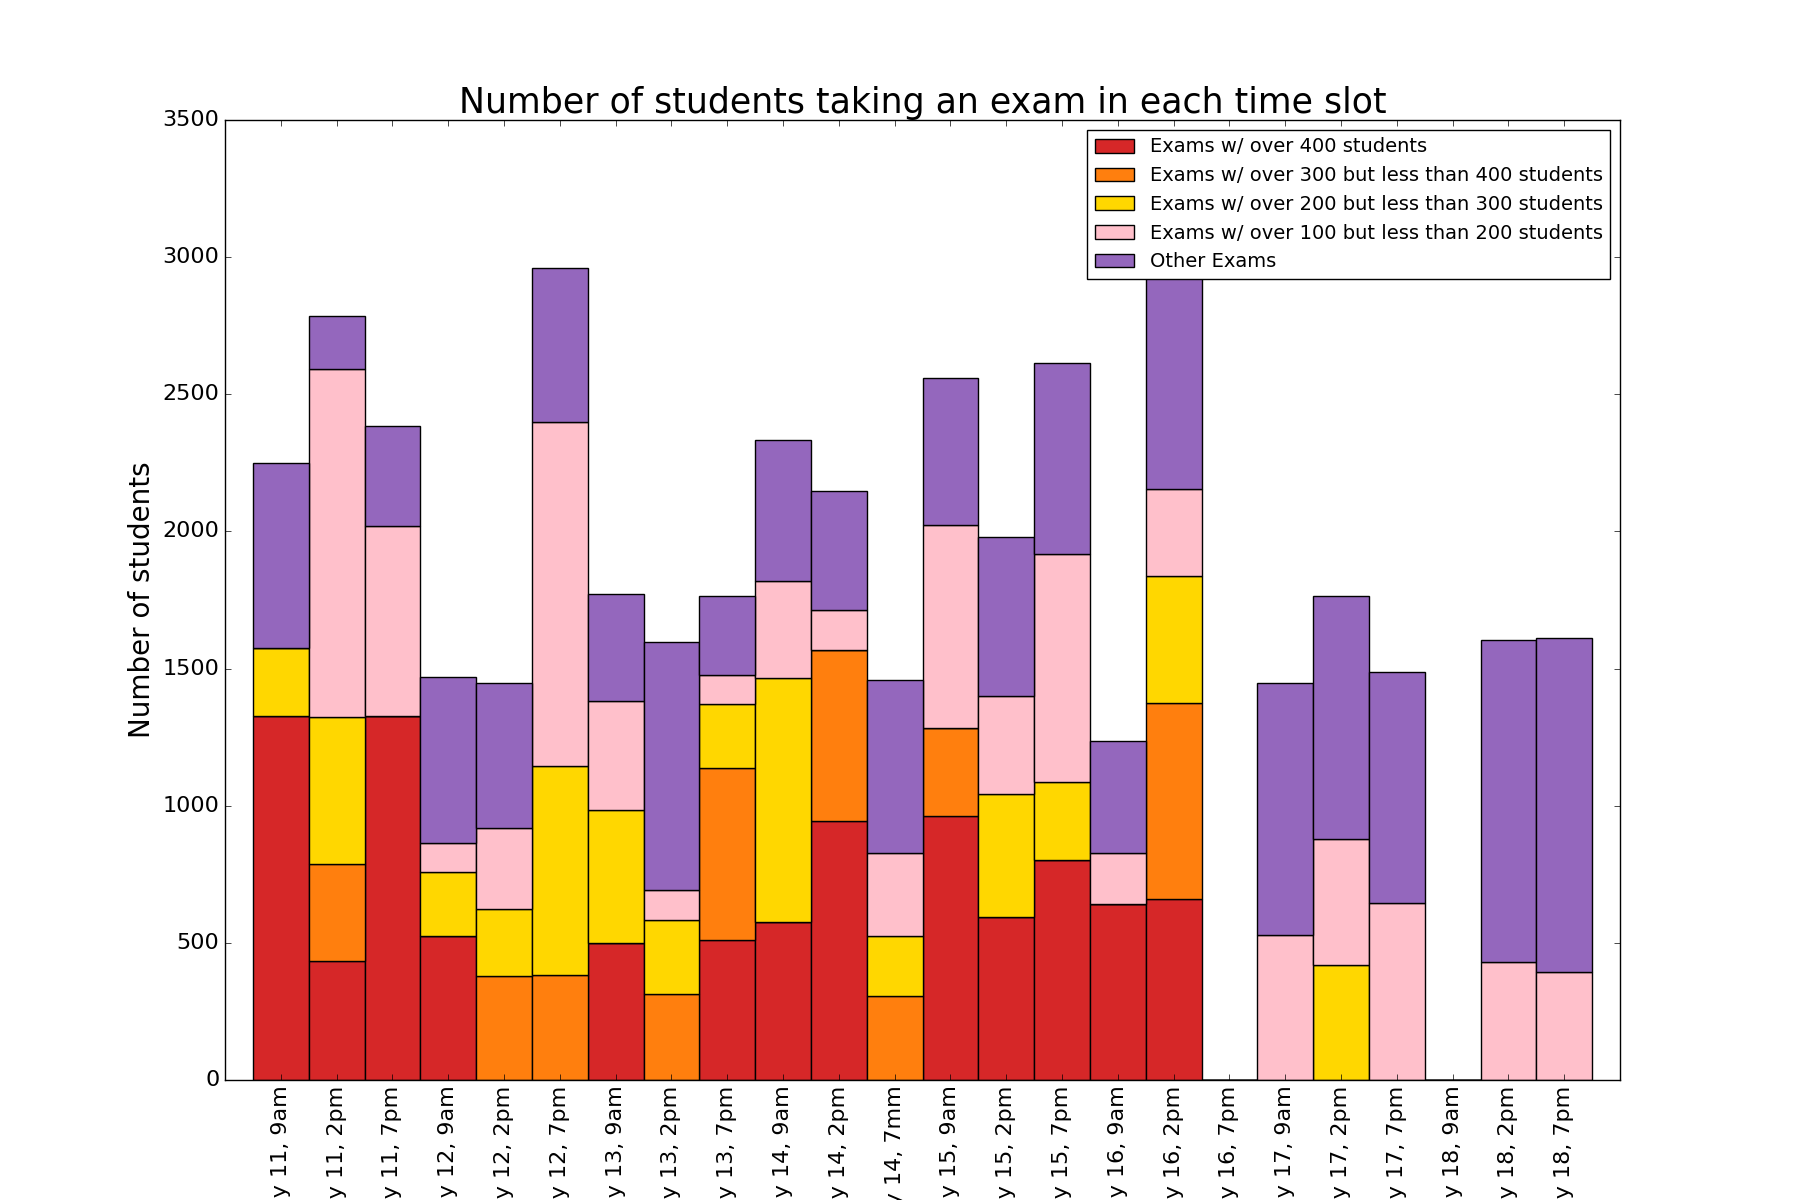 Number of students taking an exam in each time slot
Exams w/ over 400 students
Exams w/ over 300 but less than 400 students
Exams w/ over 200 but less than 300 students
Exams w/ over 100 but less than 200 students
Other Exams
Number of students
3500
3000
2500
2000
1500
1000
500
0
y 11, 9am
y 11, 2pm
y 11, 7pm
y 12, 9am
y 12, 2pm
y 12, 7pm
y 13, 9am
y 13, 2pm
y 13, 7pm
y 14, 9am
y 14, 2pm
y 14, 7mm
y 15, 9am
y 15, 2pm
y 15, 7pm
y 16, 9am
y 16, 2pm
y 16, 7pm
y 17, 9am
y 17, 2pm
y 17, 7pm
y 18, 9am
y 18, 2pm
y 18, 7pm